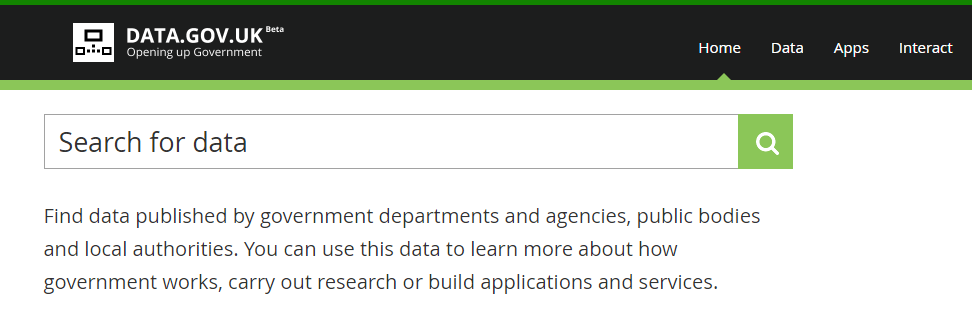 DATA.GOV.UK Beta
Opening up Government
Home Data Apps Interact
Search for data
Find data published by government departments and agencies, public bodies
and local authorities. You can use this data to learn more about how
government works, carry out research or build applications and services.